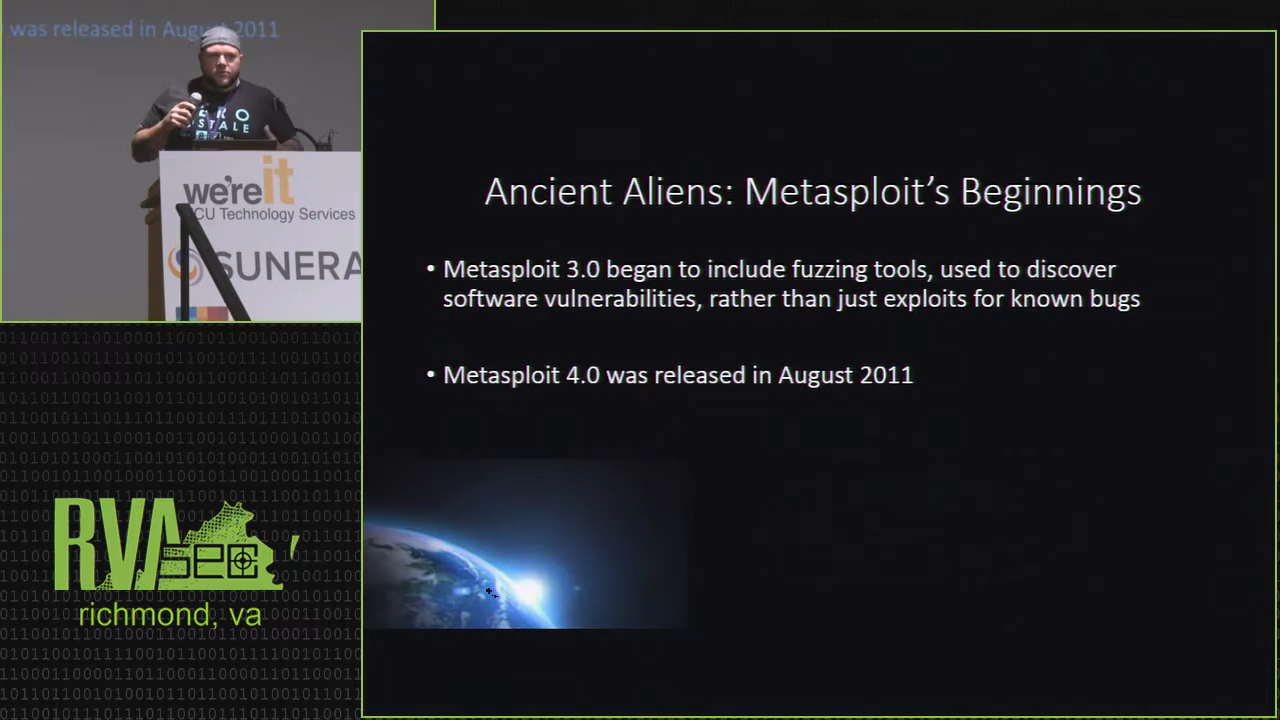 was released in August 2011
STALE
we're it
CU Technology Services
SUNERA
Ancient Aliens: Metasploit's Beginnings
• Metasploit 3.0 began to include fuzzing tools, used to discover
software vulnerabilities, rather than just exploits for known bugs
• Metasploit 4.0 was released in August 2011
RVA
SEC
richmond, va